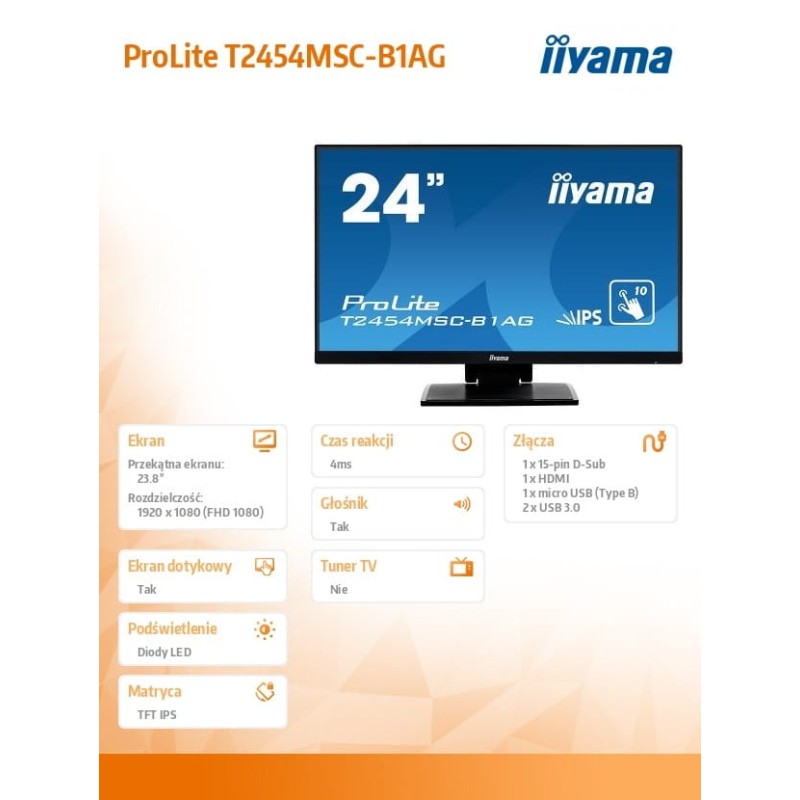 ProLite T2454MSC-B1AG
iiyama
24”
iiyama
ProLite
T2454MSC-B1AG
IPS
10
iiyama
Ekran
Przekątna ekranu:
23.8"
Rozdzielczość:
1920 x 1080 (FHD 1080)
Ekran dotykowy
Tak
Podświetlenie
Diody LED
Matryca
TFT IPS
Czas reakcji
4ms
Głośnik
Tak
Tuner TV
Nie
Złącza
1 x 15-pin D-Sub
1 x HDMI
1 x micro USB (Type B)
2 x USB 3.0